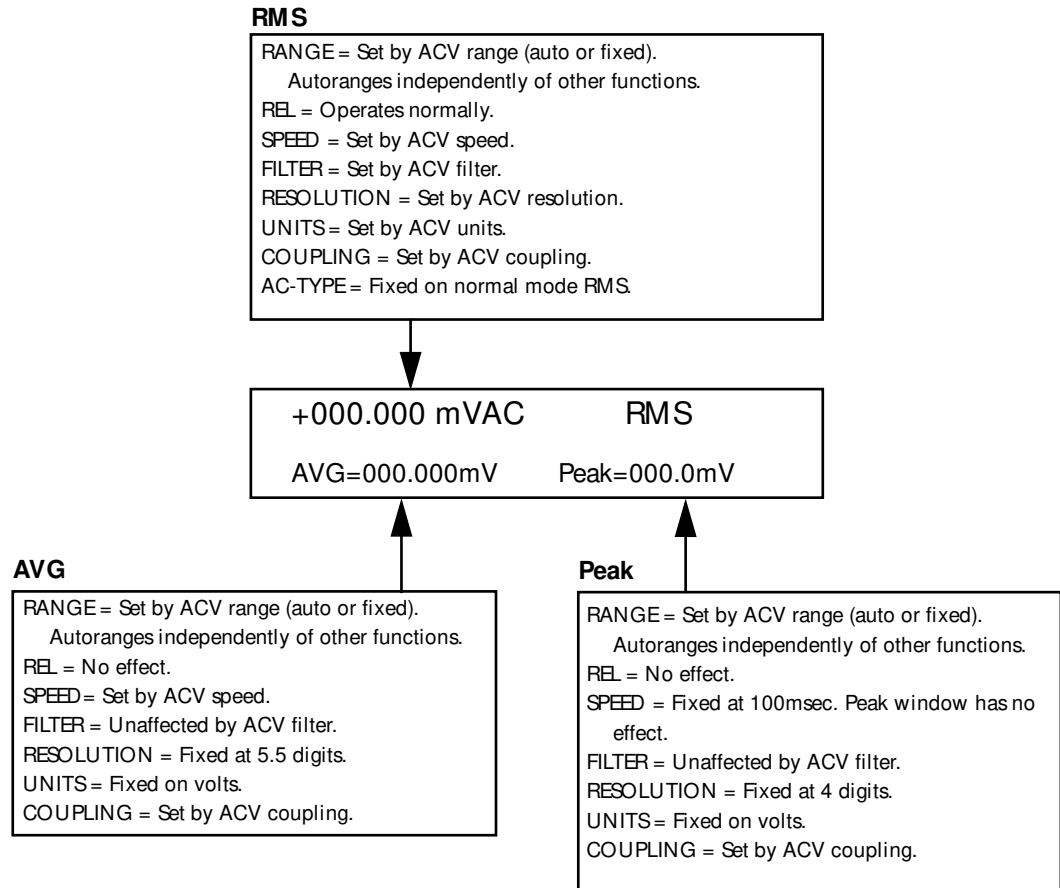 RMS
RANGE = Set by ACV range (auto or fixed).
Autoranges independently of other functions.
REL = Operates normally.
SPEED = Set by ACV speed.
FILTER = Set by ACV filter.
RESOLUTION = Set by ACV resolution.
UNITS = Set by ACV units.
COUPLING = Set by ACV coupling.
AC-TYPE = Fixed on normal mode RMS.
+000.000 mVAC RMS
AVG=000.000mV Peak=000.0mV
AVG
RANGE = Set by ACV range (auto or fixed).
Autoranges independently of other functions.
REL = No effect.
SPEED = Set by ACV speed.
FILTER = Unaffected by ACV filter.
RESOLUTION = Fixed at 5.5 digits.
UNITS = Fixed on volts.
COUPLING = Set by ACV coupling.
Peak
RANGE = Set by ACV range (auto or fixed).
Autoranges independently of other functions.
REL = No effect.
SPEED = Fixed at 100msec. Peak window has no
effect.
FILTER = Unaffected by ACV filter.
RESOLUTION = Fixed at 4 digits.
UNITS = Fixed on volts.
COUPLING = Set by ACV coupling.